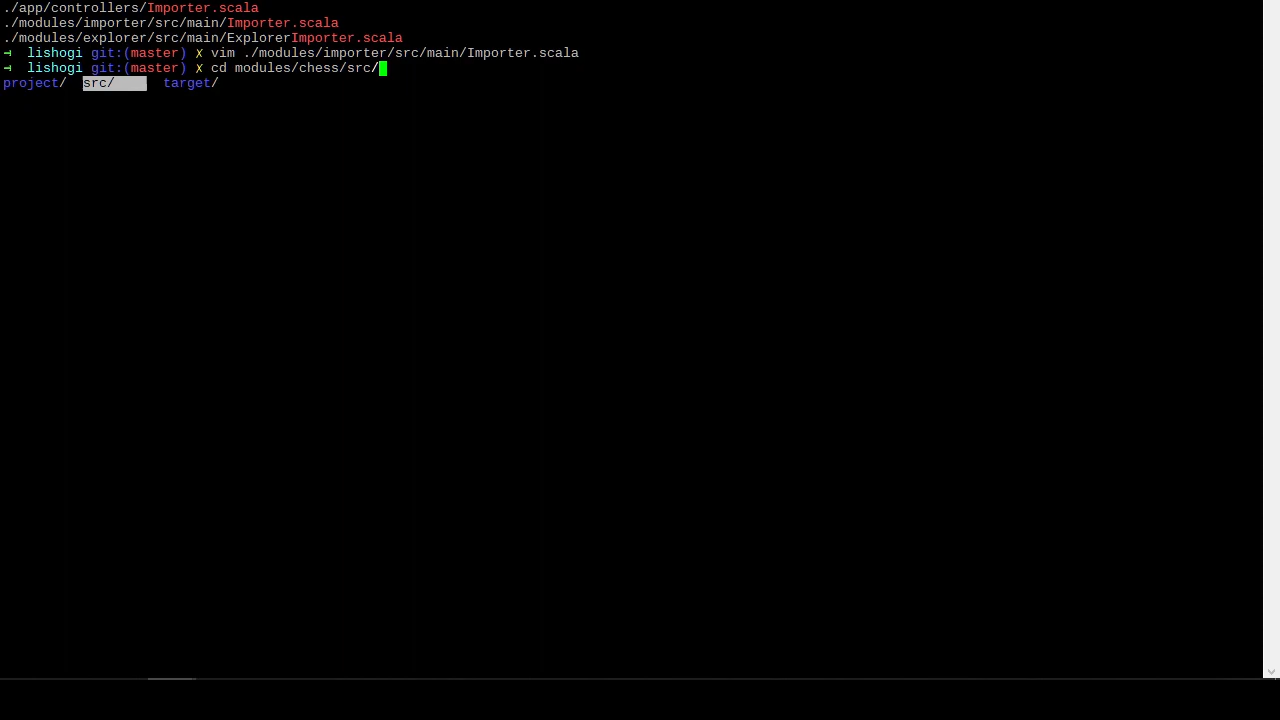 ./app/controllers/Importer.scala
./modules/importer/src/main/Importer.scala
./modules/explorer/src/main/ExplorerImporter.scala
→ lishogi git:(master) ✗ vim ./modules/importer/src/main/Importer.scala
→ lishogi git:(master) ✗ cd modules/chess/src/
project/ src/ target/